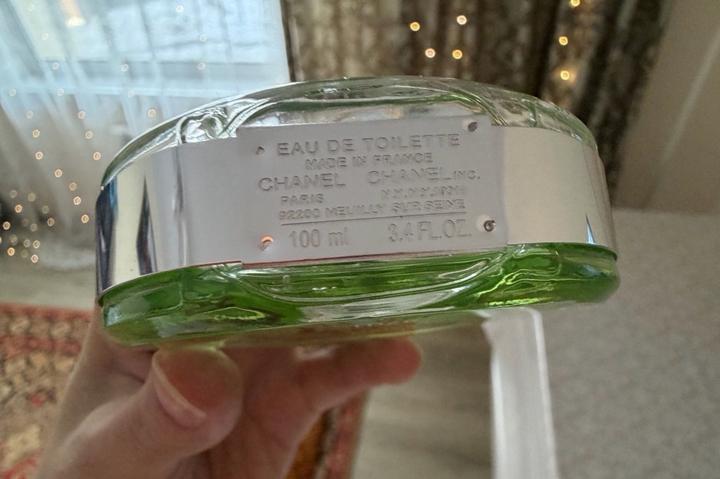 EAU DE TOILETTE
MADE IN FRANCE
CHANEL CHANEL INC.
PARIS N.Y.N.Y.10019
92200 NEUILLY SUR SEINE
100 ml 3.4 FL.OZ.